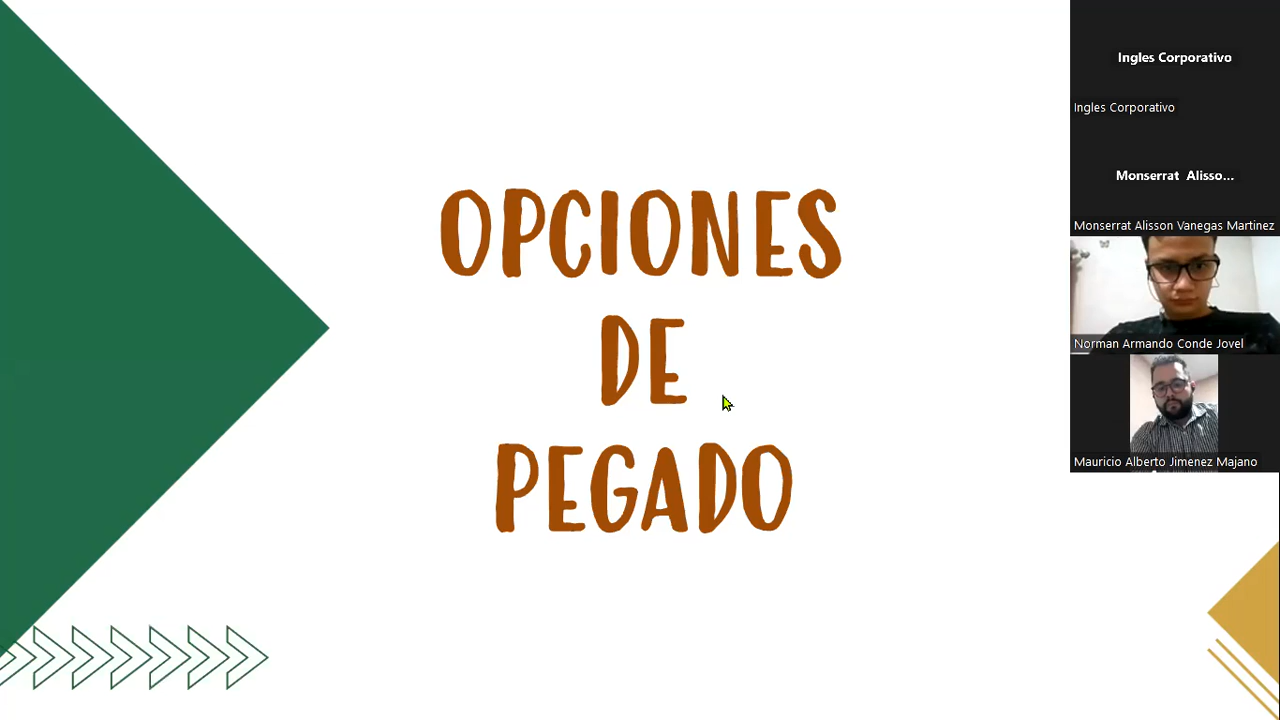 OPCIONES
DE
PEGADO
Ingles Corporativo
Ingles Corporativo
Monserrat Alisso...
Monserrat Alisson Vanegas Martinez
Norman Armando Conde Jovel
Mauricio Alberto Jimenez Majano